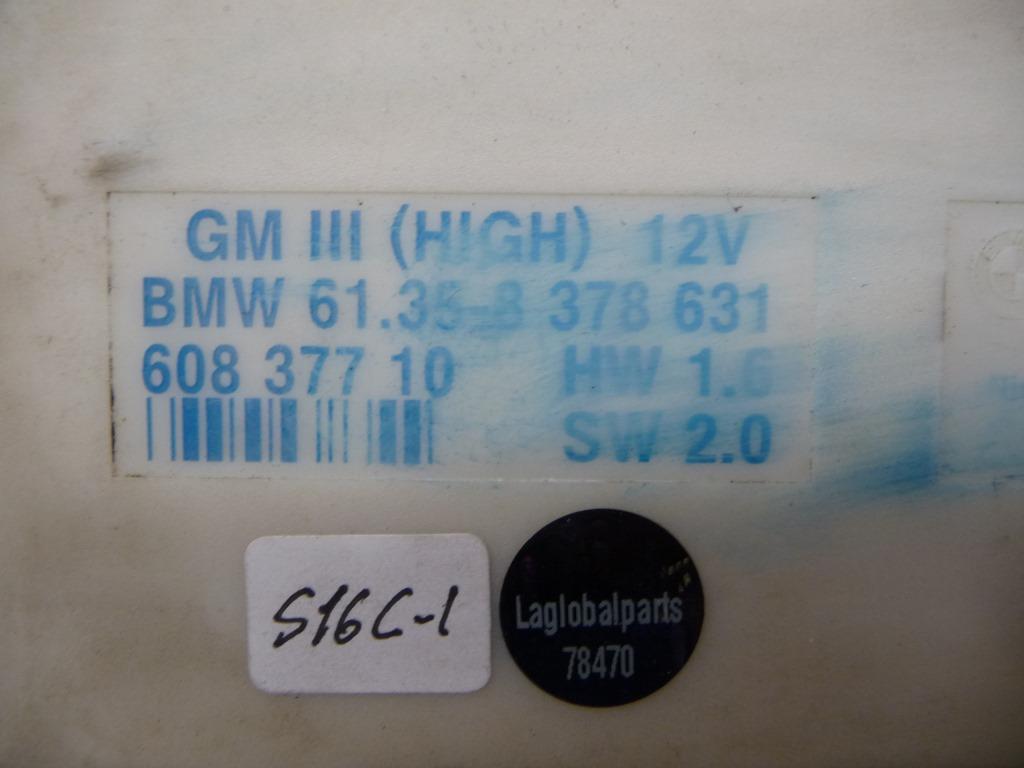 GM III (HIGH) 12V
BMW 61.35-8 378 631
608 377 10 HW 1.6
SW 2.0
S16C-1
Laglobalparts
78470